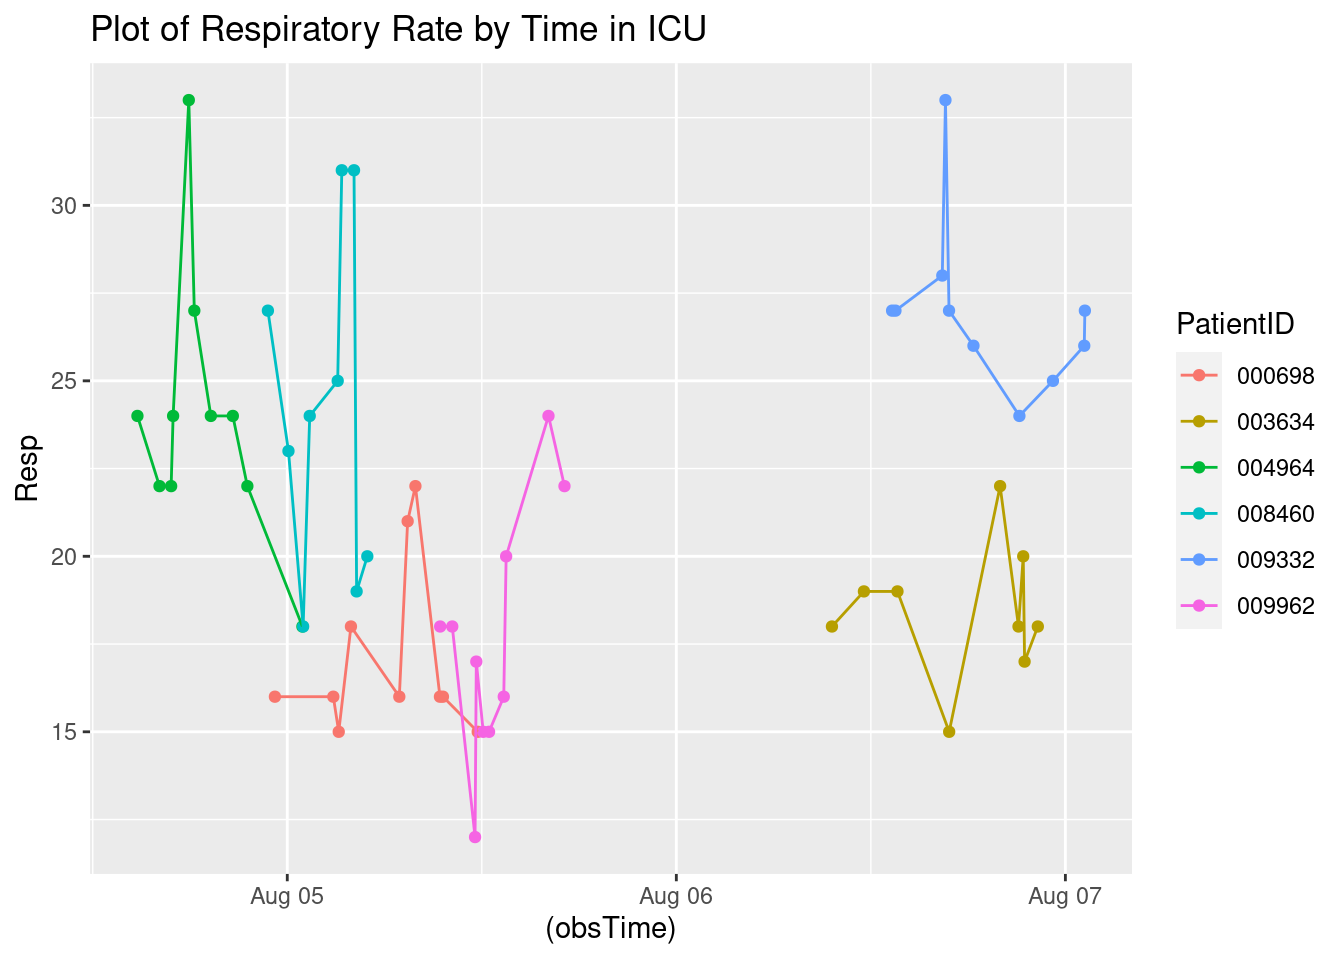 Plot of Respiratory Rate by Time in ICU
30
25
20
15
Resp
Aug 05
Aug 06
Aug 07
(obsTime)
PatientID
000698
003634
004964
008460
009332
009962